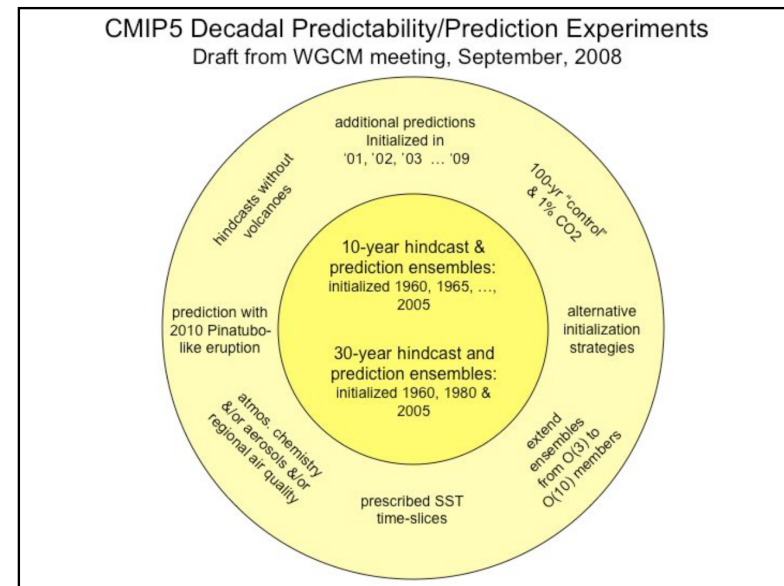 CMIP5 Decadal Predictability/Prediction Experiments
Draft from WGCM meeting, September, 2008
additional predictions
Initialized in
'01, '02, '03 … '09
hindcasts without
volcanoes
100-yr "control"
& 1% CO2
10-year hindcast &
prediction ensembles:
initialized 1960, 1965, …,
2005
prediction with
2010 Pinatubo-
like eruption
alternative
initialization
strategies
30-year hindcast and
prediction ensembles:
initialized 1960, 1980 &
2005
atmos. chemistry
&/or aerosols &/or
regional air quality
extend
ensembles
from O(3) to
O(10) members
prescribed SST
time-slices